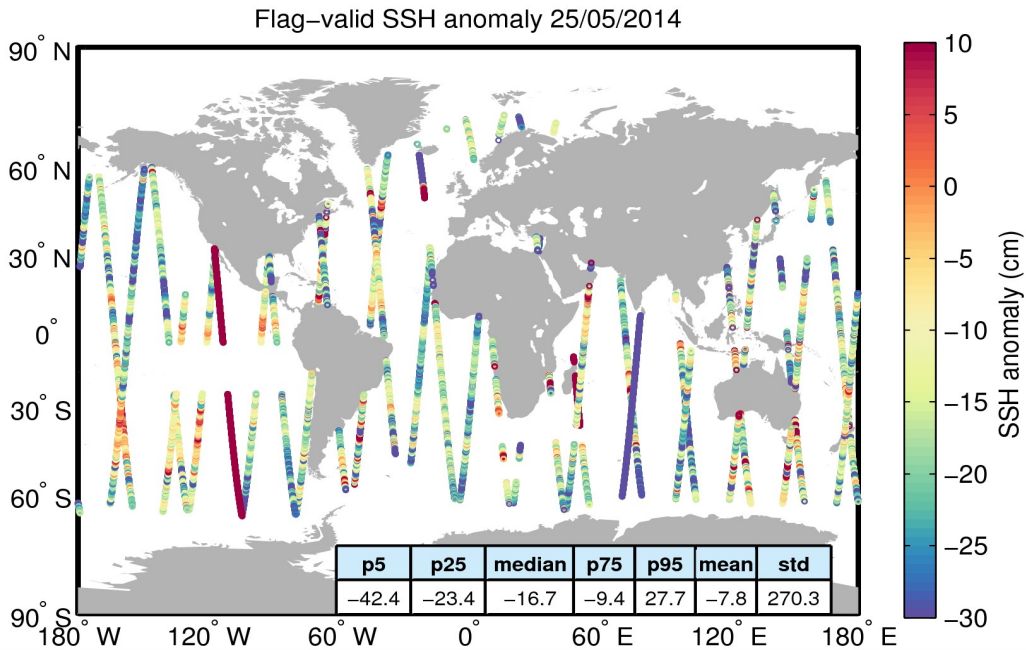 Flag−valid SSH anomaly 25/05/2014
90° N
60° N
30° N
0°
30° S
60° S
90° S
180° W
120° W
60° W
0°
60° E
120° E
180° E
p5 p25 median p75 p95 mean std
−42.4 −23.4 −16.7 −9.4 27.7 −7.8 270.3
10
5
0
−5
−10
−15
−20
−25
−30
SSH anomaly (cm)